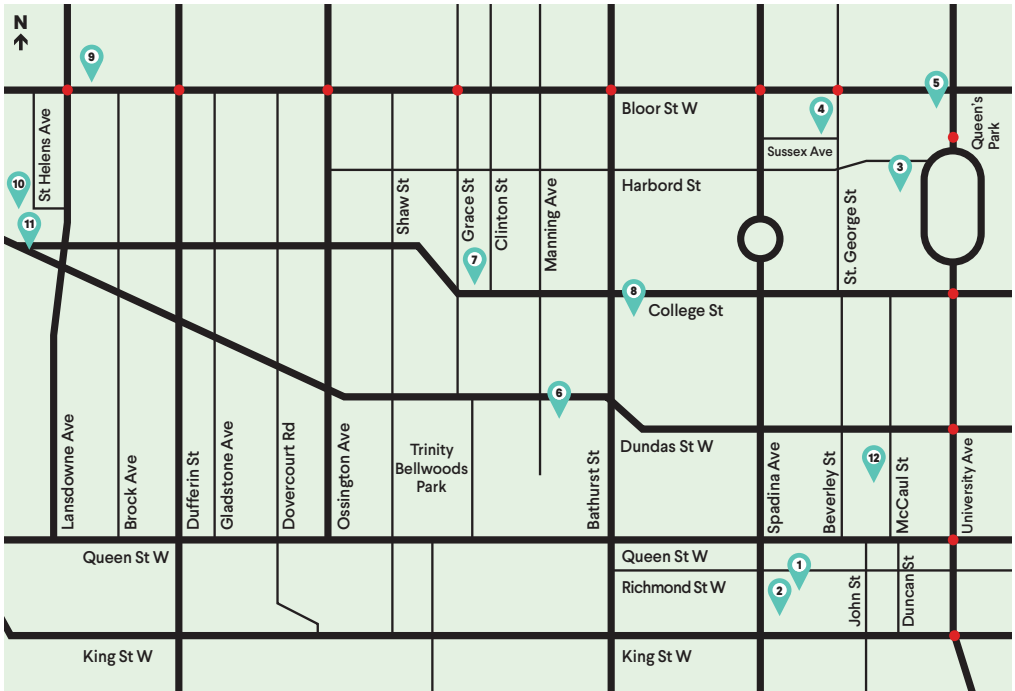 N
9
5
4
Bloor St W
Queen's
Park
St Helens Ave
Sussex Ave
3
10
Harbord St
Shaw St
Grace St
Clinton St
Manning Ave
St. George St
11
7
8
College St
6
Dundas St W
Trinity
Bellwoods
Park
12
Lansdowne Ave
Brock Ave
Dufferin St
Gladstone Ave
Dovercourt Rd
Ossington Ave
Bathurst St
Spadina Ave
Beverley St
McCaul St
University Ave
Queen St W
Queen St W
1
Richmond St W
2
John St
Duncan St
King St W
King St W